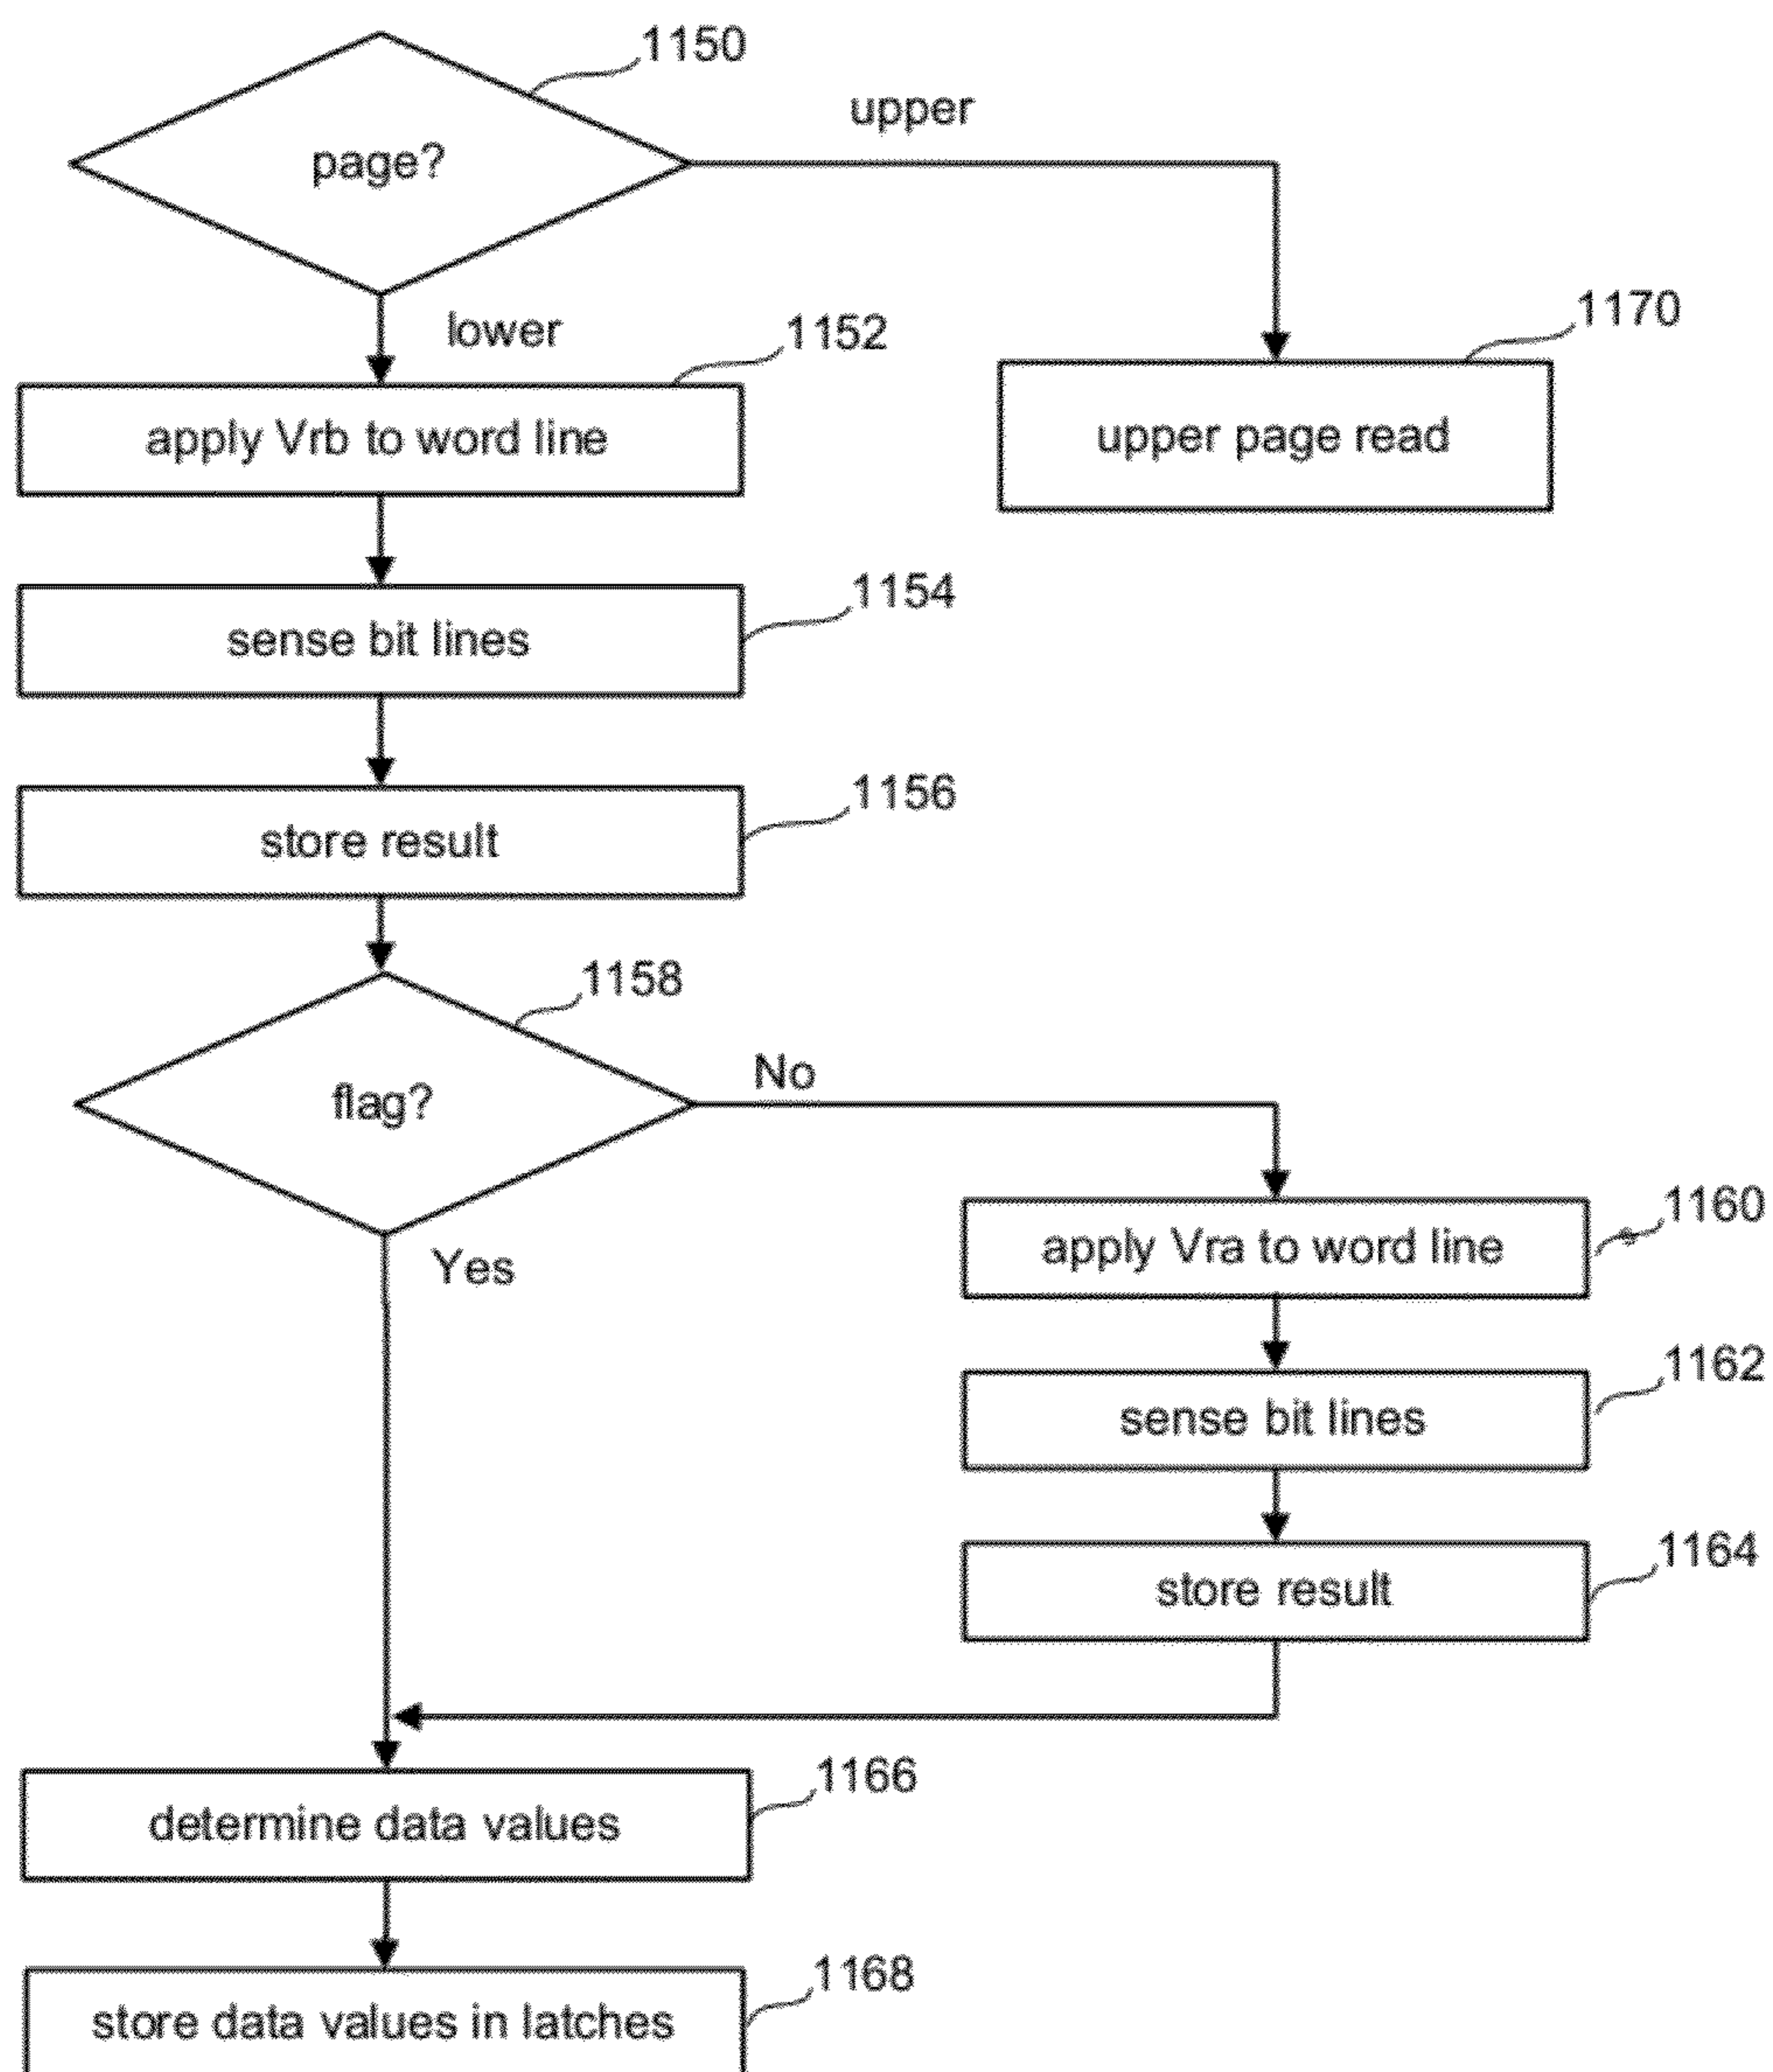 1150
page?
upper
lower
1152
1170
apply Vrb to word line
upper page read
1154
sense bit lines
1156
store result
1158
flag?
No
Yes
1160
apply Vra to word line
1162
sense bit lines
1164
store result
1166
determine data values
1168
store data values in latches